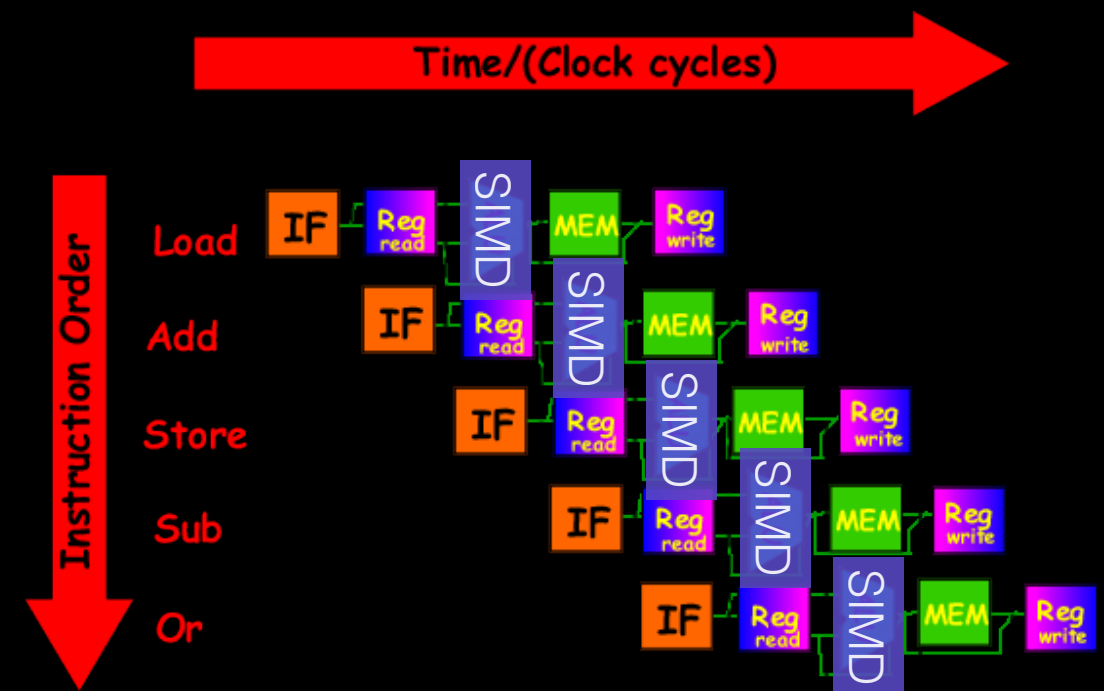 Time/(Clock cycles)
Instruction Order
Load
IF
Reg
read
SIMD
MEM
Reg
write
Add
IF
Reg
read
SIMD
MEM
Reg
write
Store
IF
Reg
read
SIMD
MEM
Reg
write
Sub
IF
Reg
read
SIMD
MEM
Reg
write
Or
IF
Reg
read
SIMD
MEM
Reg
write